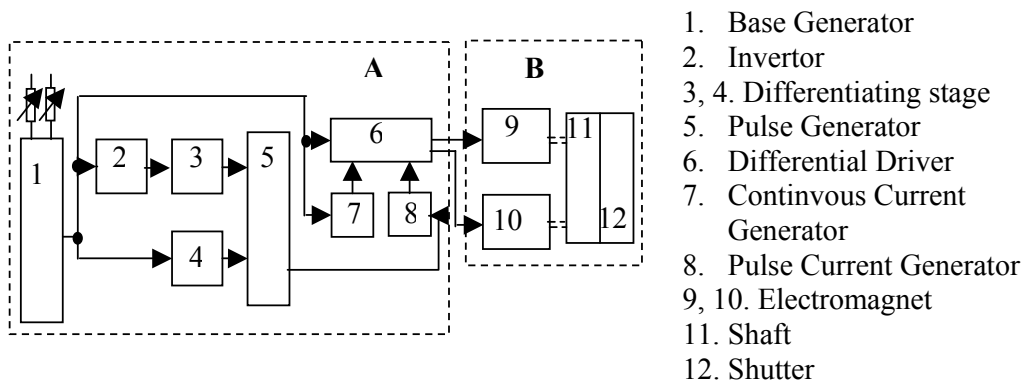 A
B
1
2
3
4
5
6
7
8
9
10
11
12
1. Base Generator
2. Invertor
3, 4. Differentiating stage
5. Pulse Generator
6. Differential Driver
7. Continvous Current
Generator
8. Pulse Current Generator
9, 10. Electromagnet
11. Shaft
12. Shutter